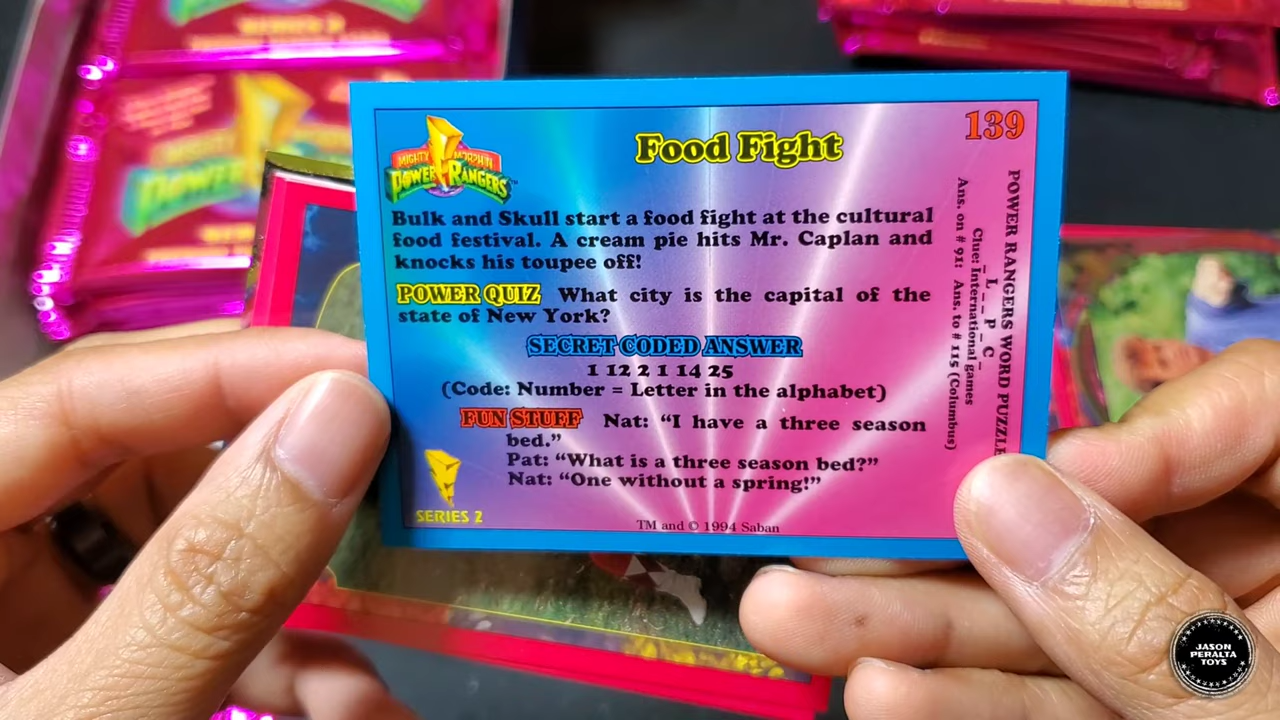 MIGHTY MORPHIN
POWER RANGERS
Food Fight
139
Bulk and Skull start a food fight at the cultural
food festival. A cream pie hits Mr. Caplan and
knocks his toupee off!
POWER QUIZ What city is the capital of the
state of New York?
SECRET CODED ANSWER
1 12 2 1 14 25
(Code: Number = Letter in the alphabet)
FUN STUFF Nat: “I have a three season
bed.”
Pat: “What is a three season bed?”
Nat: “One without a spring!”
SERIES 2
TM and © 1994 Saban
POWER RANGERS WORD PUZZLE
_ L _ _ P _ C _
Clue: International games
Ans. on # 91! Ans. to # 115 (Columbus)
POWER
JASON
PERALTA
TOYS